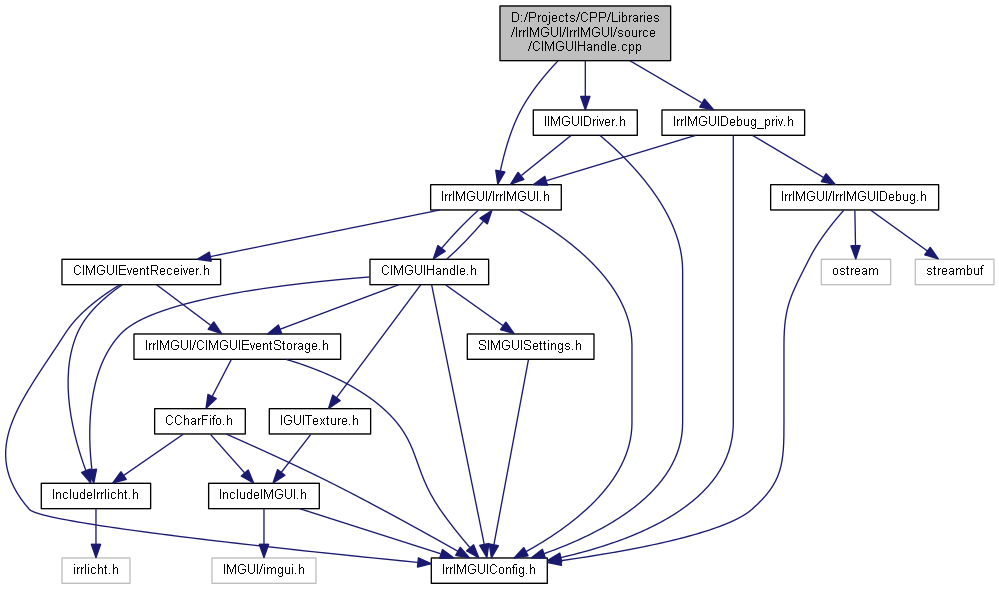 D:/Projects/CPP/Libraries
/IrrIMGUI/IrrIMGUI/source
/CIMGUIHandle.cpp
IIMGUIDriver.h
IrrIMGUIDebug_priv.h
IrrIMGUI/IrrIMGUI.h
IrrIMGUI/IrrIMGUIDebug.h
CIMGUIEventReceiver.h
CIMGUIHandle.h
ostream
streambuf
IrrIMGUI/CIMGUIEventStorage.h
SIMGUISettings.h
CCharFifo.h
IGUITexture.h
IncludeIrrlicht.h
IncludeIMGUI.h
irrlicht.h
IMGUI/imgui.h
IrrIMGUIConfig.h